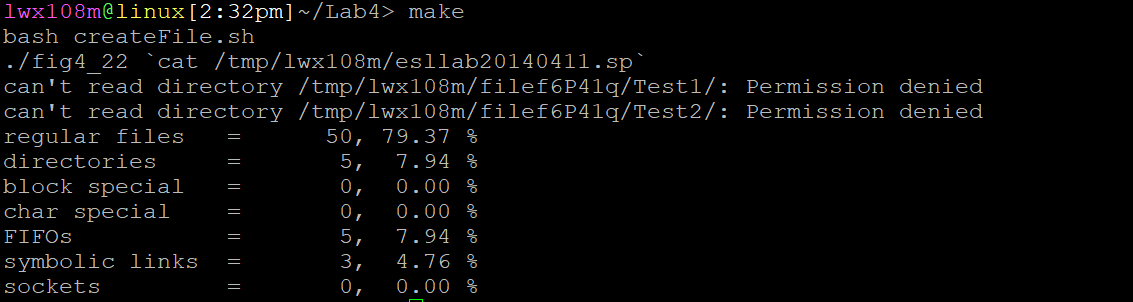 lwx108m@linux[2:32pm]~/Lab4> make
bash createFile.sh
./fig4_22 `cat /tmp/lwx108m/esllab20140411.sp`
can't read directory /tmp/lwx108m/filef6P41q/Test1/: Permission denied
can't read directory /tmp/lwx108m/filef6P41q/Test2/: Permission denied
regular files  =      50, 79.37 %
directories    =       5,  7.94 %
block special  =       0,  0.00 %
char special   =       0,  0.00 %
FIFOs          =       5,  7.94 %
symbolic links =       3,  4.76 %
sockets        =       0,  0.00 %